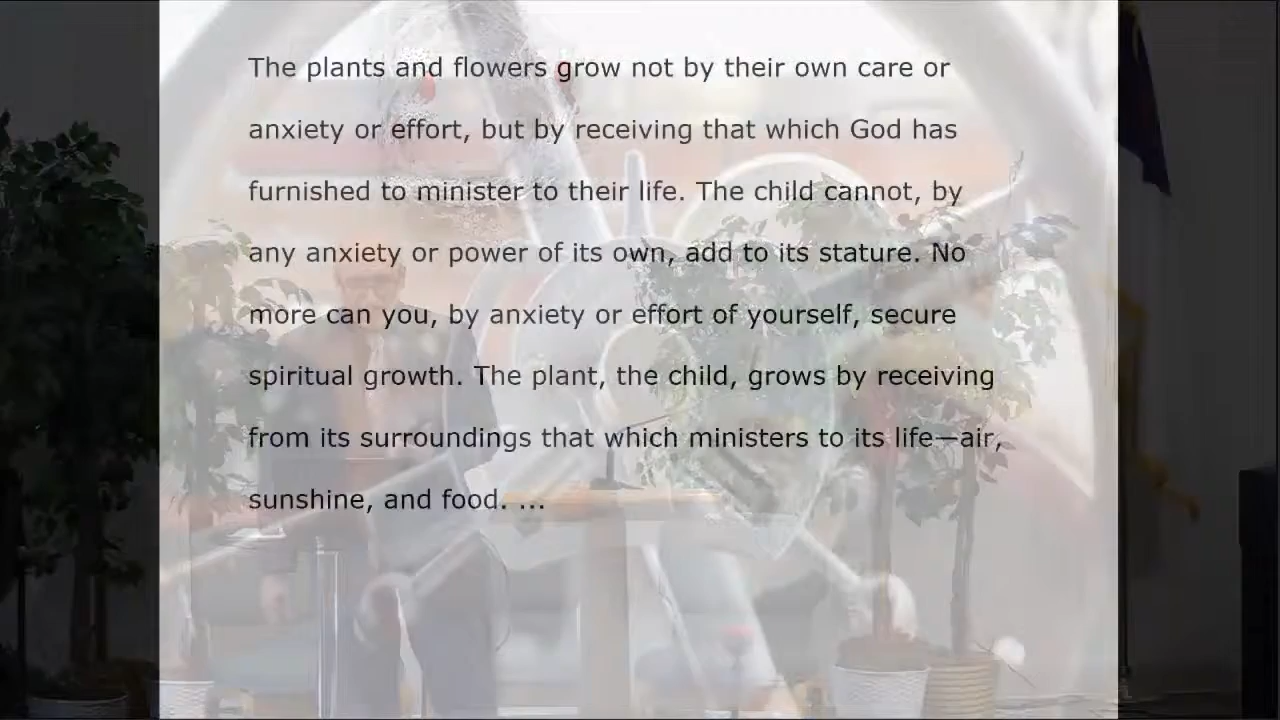 The plants and flowers grow not by their own care or
anxiety or effort, but by receiving that which God has
furnished to minister to their life. The child cannot, by
any anxiety or power of its own, add to its stature. No
more can you, by anxiety or effort of yourself, secure
spiritual growth. The plant, the child, grows by receiving
from its surroundings that which ministers to its life—air,
sunshine, and food. ...